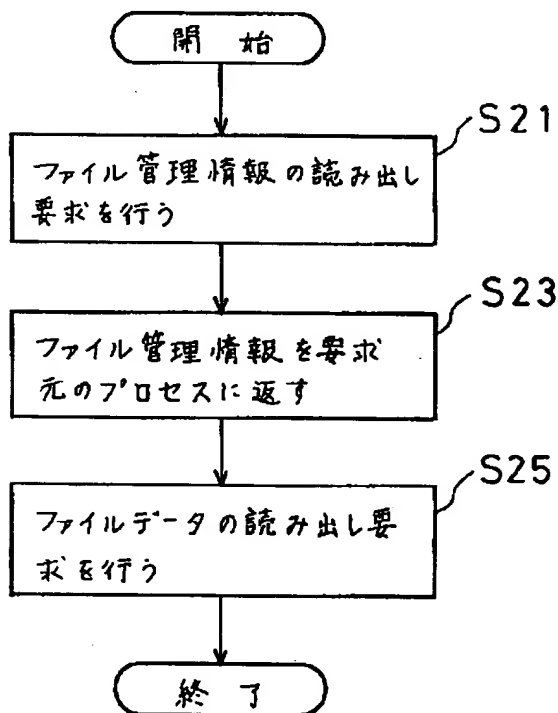 開始
S21
ファイル管理情報の読み出し
要求を行う
S23
ファイル管理情報を要求
元のプロセスに返す
S25
ファイルデータの読み出し要
求を行う
終了